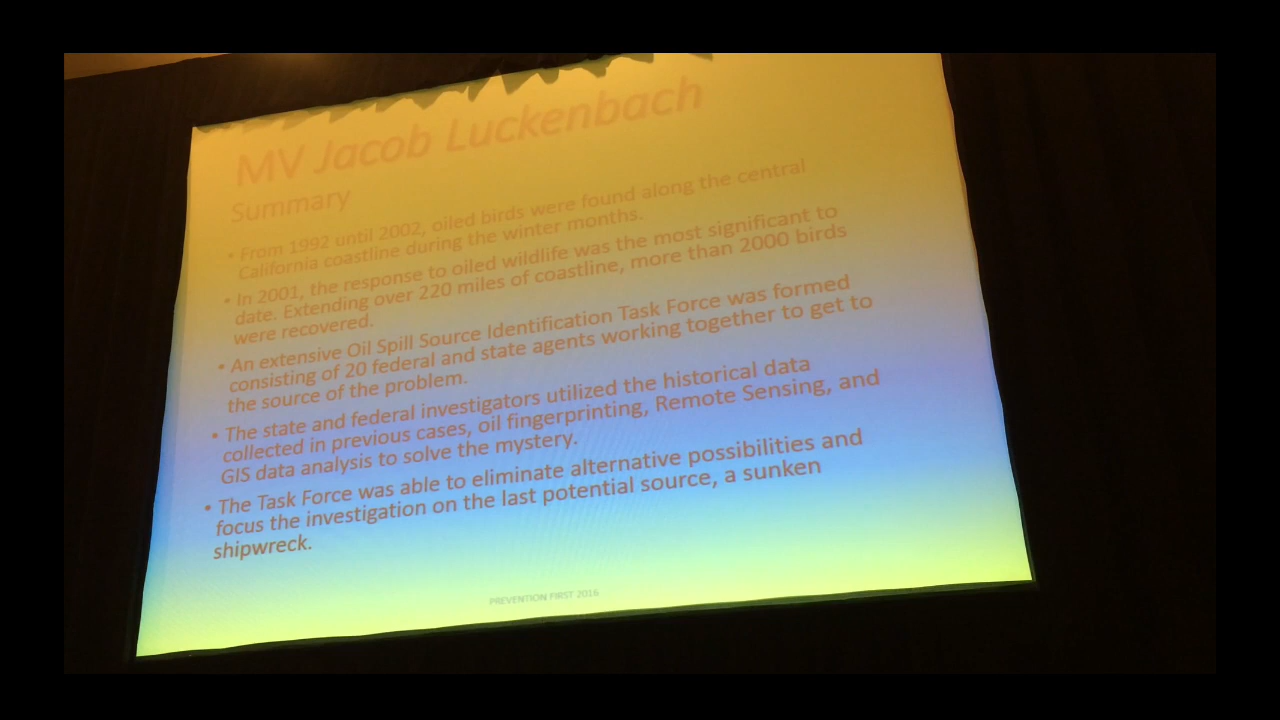 MV Jacob Luckenbach
Summary
• From 1992 until 2002, oiled birds were found along the central
California coastline during the winter months.
• In 2001, the response to oiled wildlife was the most significant to
date. Extending over 220 miles of coastline, more than 2000 birds
were recovered.
• An extensive Oil Spill Source Identification Task Force was formed
consisting of 20 federal and state agents working together to get to
the source of the problem.
• The state and federal investigators utilized the historical data
collected in previous cases, oil fingerprinting, Remote Sensing, and
GIS data analysis to solve the mystery.
• The Task Force was able to eliminate alternative possibilities and
focus the investigation on the last potential source, a sunken
shipwreck.
PREVENTION FIRST 2016